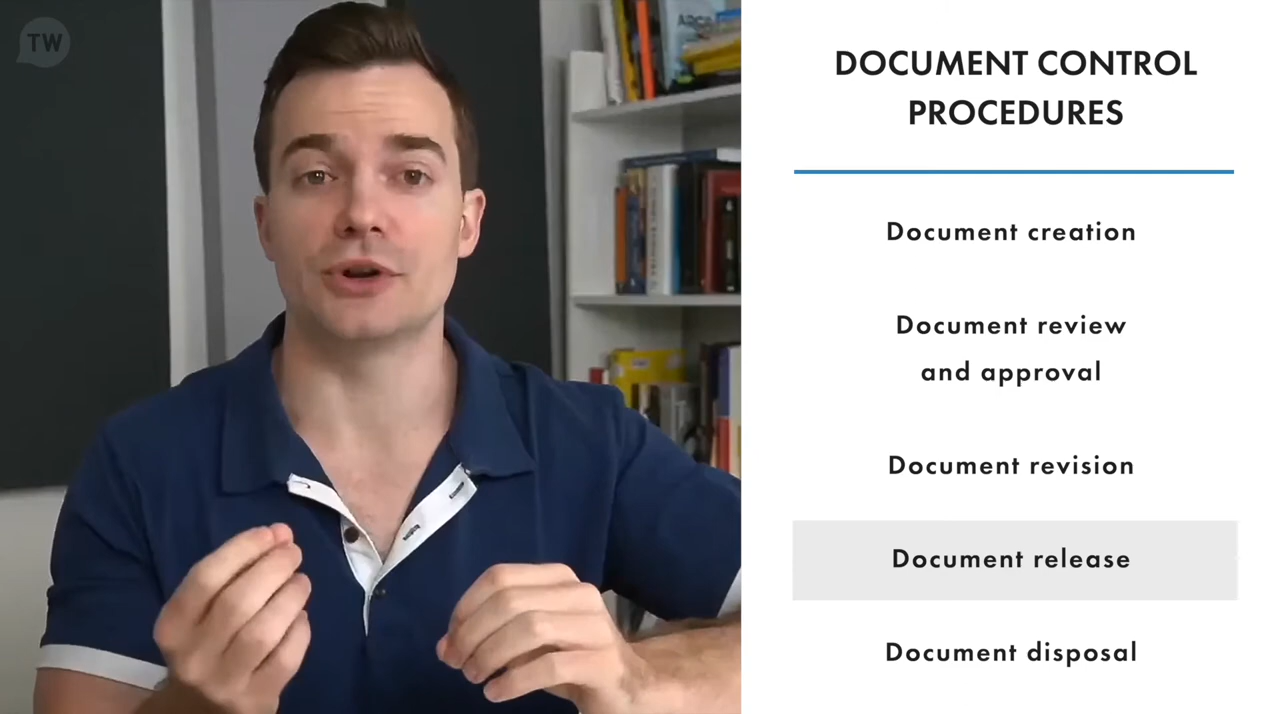 TW
DOCUMENT CONTROL
PROCEDURES
Document creation
Document review
and approval
Document revision
Document release
Document disposal